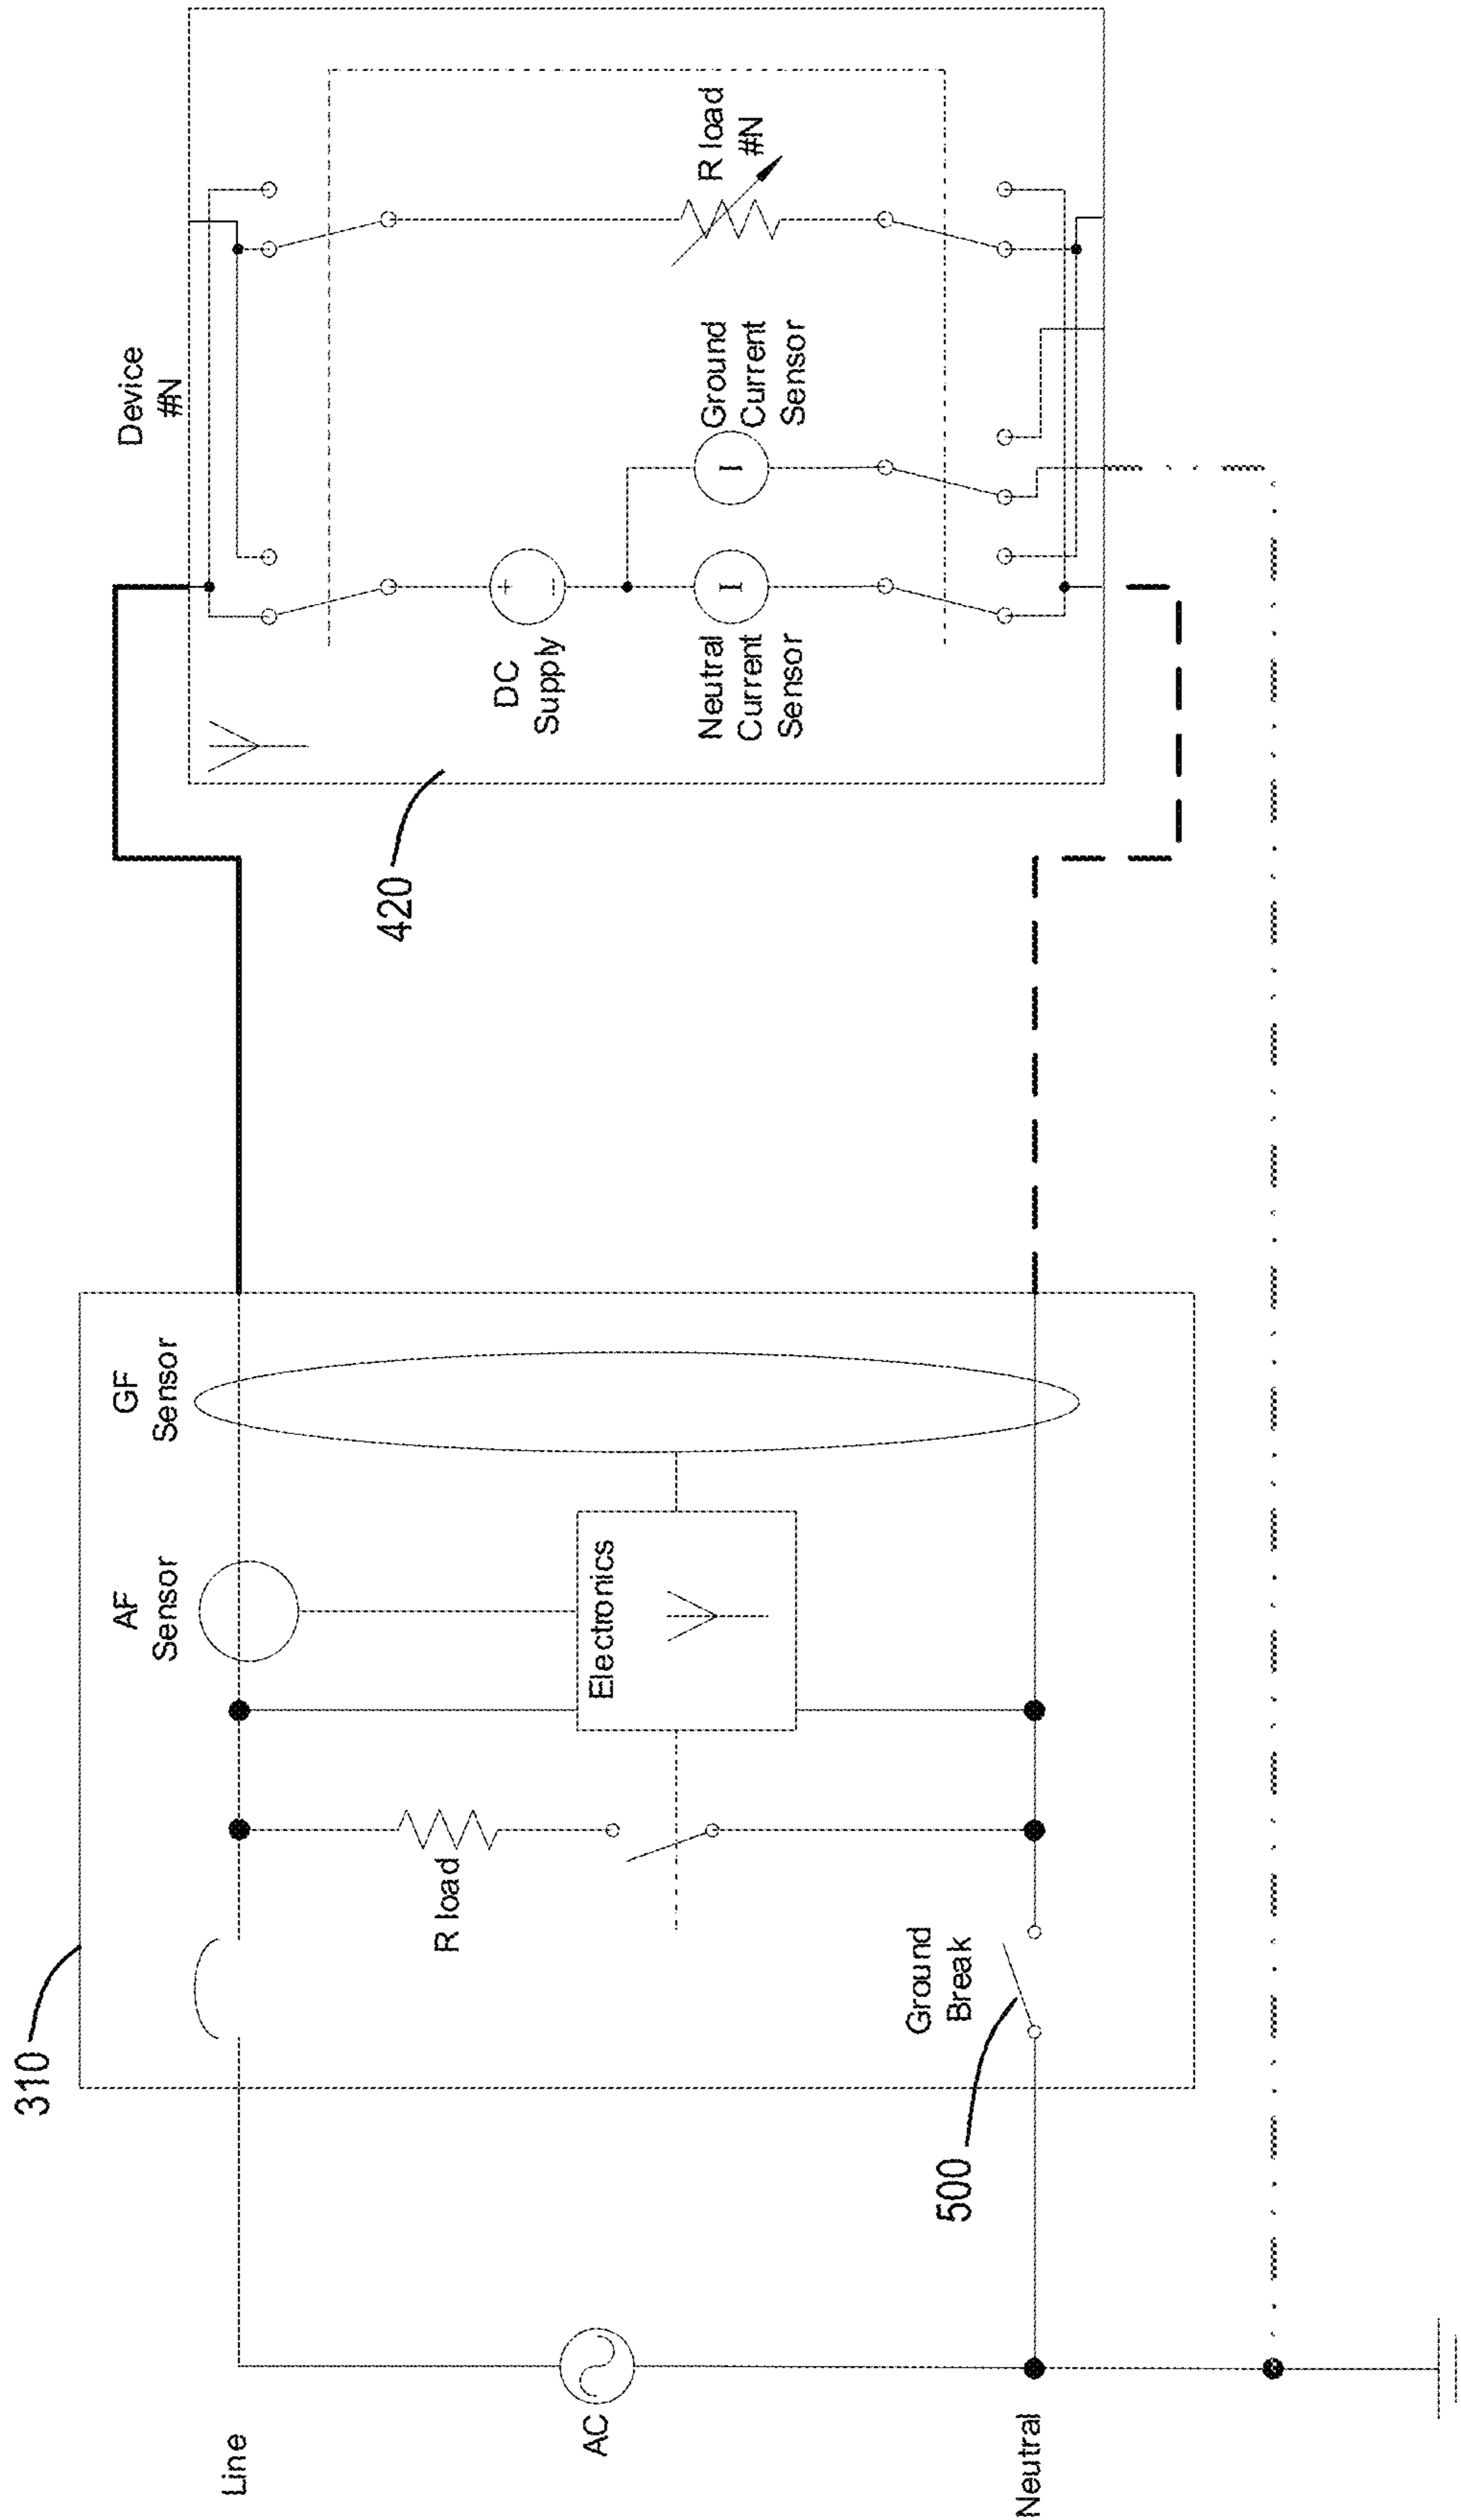 310
Line
AC
Neutral
500
Ground
Break
R load
Electronics
AF
Sensor
GF
Sensor
420
Device
#N
DC
Supply
+
−
Neutral
Current
Sensor
I
Ground
Current
Sensor
I
R load
#N